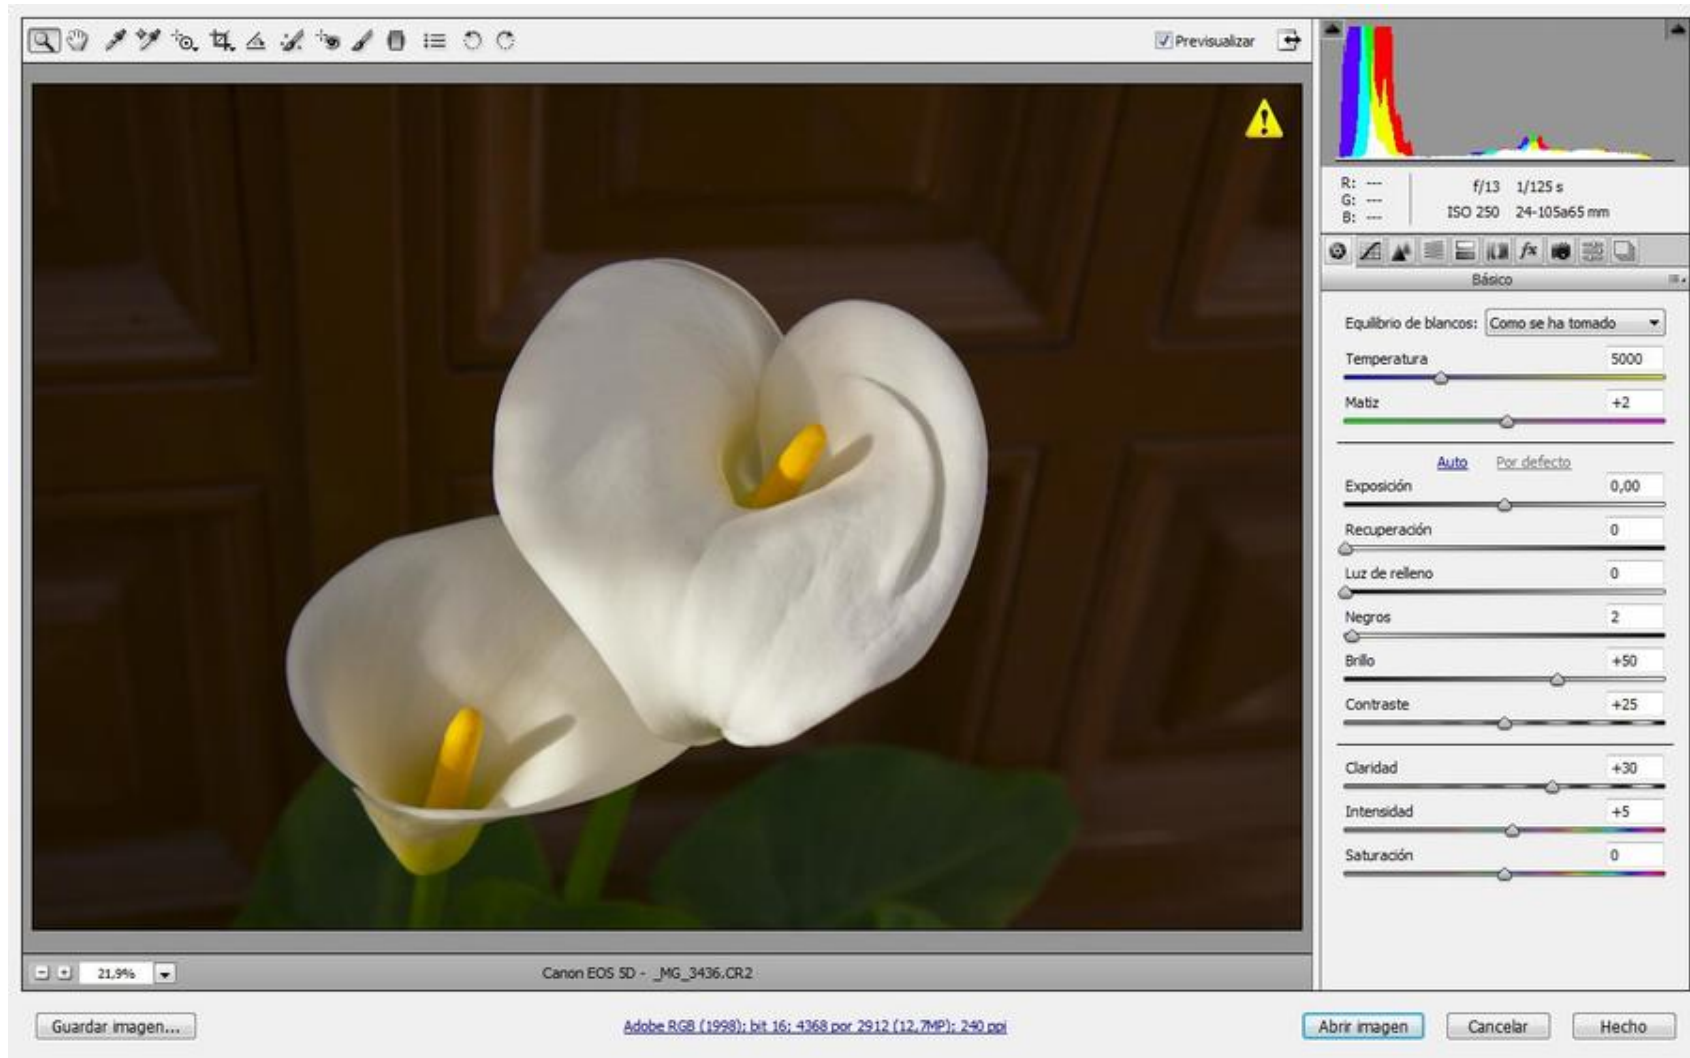 Previsualizar
R: ---
G: ---
B: ---
f/13 1/125 s
ISO 250 24-105a65 mm
fx
Básico
Equilibrio de blancos: Como se ha tomado
Temperatura 5000
Matiz +2
Auto Por defecto
Exposición 0,00
Recuperación 0
Luz de relleno 0
Negros 2
Brillo +50
Contraste +25
Claridad +30
Intensidad +5
Saturación 0
21,9%
Canon EOS 5D - _MG_3436.CR2
Guardar imagen...
Adobe RGB (1998); bit 16; 4368 por 2912 (12,7MP); 240 ppi
Abrir imagen Cancelar Hecho